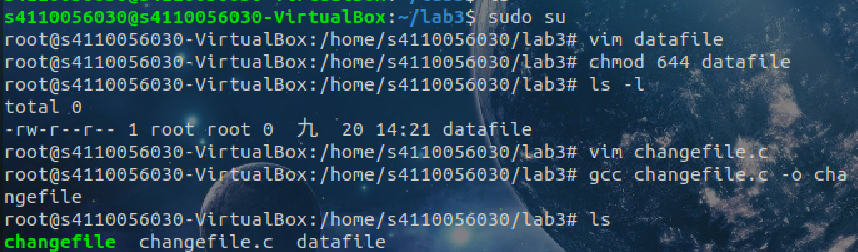 s4110056030@s4110056030-VirtualBox:~/lab3$ sudo su
root@s4110056030-VirtualBox:/home/s4110056030/lab3# vim datafile
root@s4110056030-VirtualBox:/home/s4110056030/lab3# chmod 644 datafile
root@s4110056030-VirtualBox:/home/s4110056030/lab3# ls -l
total 0
-rw-r--r-- 1 root root 0  九  20 14:21 datafile
root@s4110056030-VirtualBox:/home/s4110056030/lab3# vim changefile.c
root@s4110056030-VirtualBox:/home/s4110056030/lab3# gcc changefile.c -o cha
ngefile
root@s4110056030-VirtualBox:/home/s4110056030/lab3# ls
changefile  changefile.c  datafile